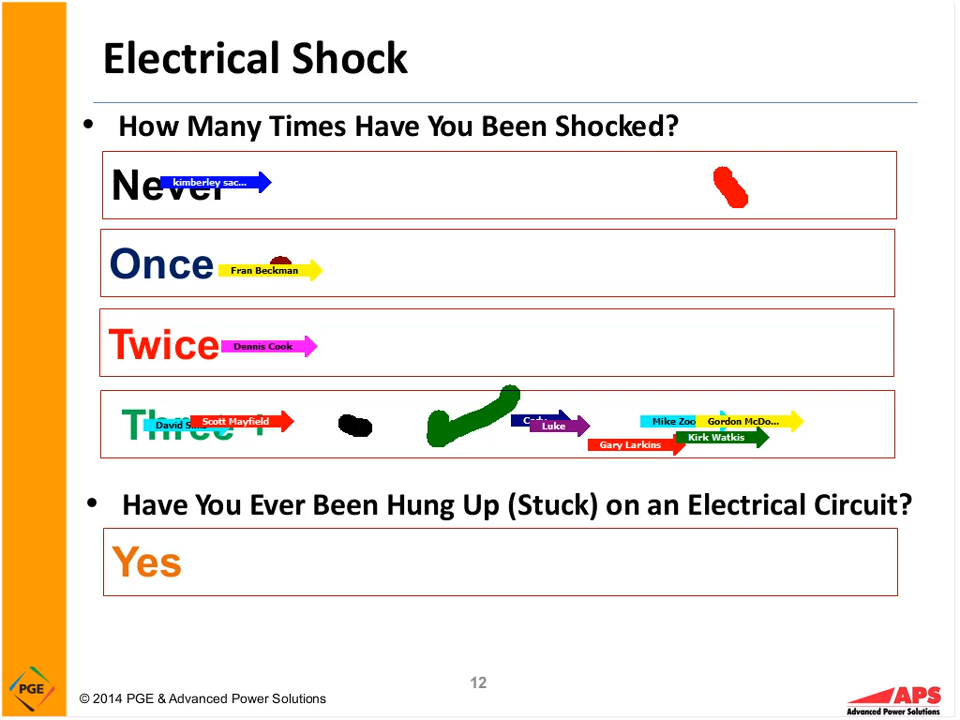 Electrical Shock
• How Many Times Have You Been Shocked?
Never
kimberley sac...
Once
Fran Beckman
Twice
Dennis Cook
Three +
David
Scott Mayfield
Luke
Mike Zoo
Gordon McDo...
Gary Larkins
Kirk Watkis
• Have You Ever Been Hung Up (Stuck) on an Electrical Circuit?
Yes
PGE
© 2014 PGE & Advanced Power Solutions
12
APS
Advanced Power Solutions